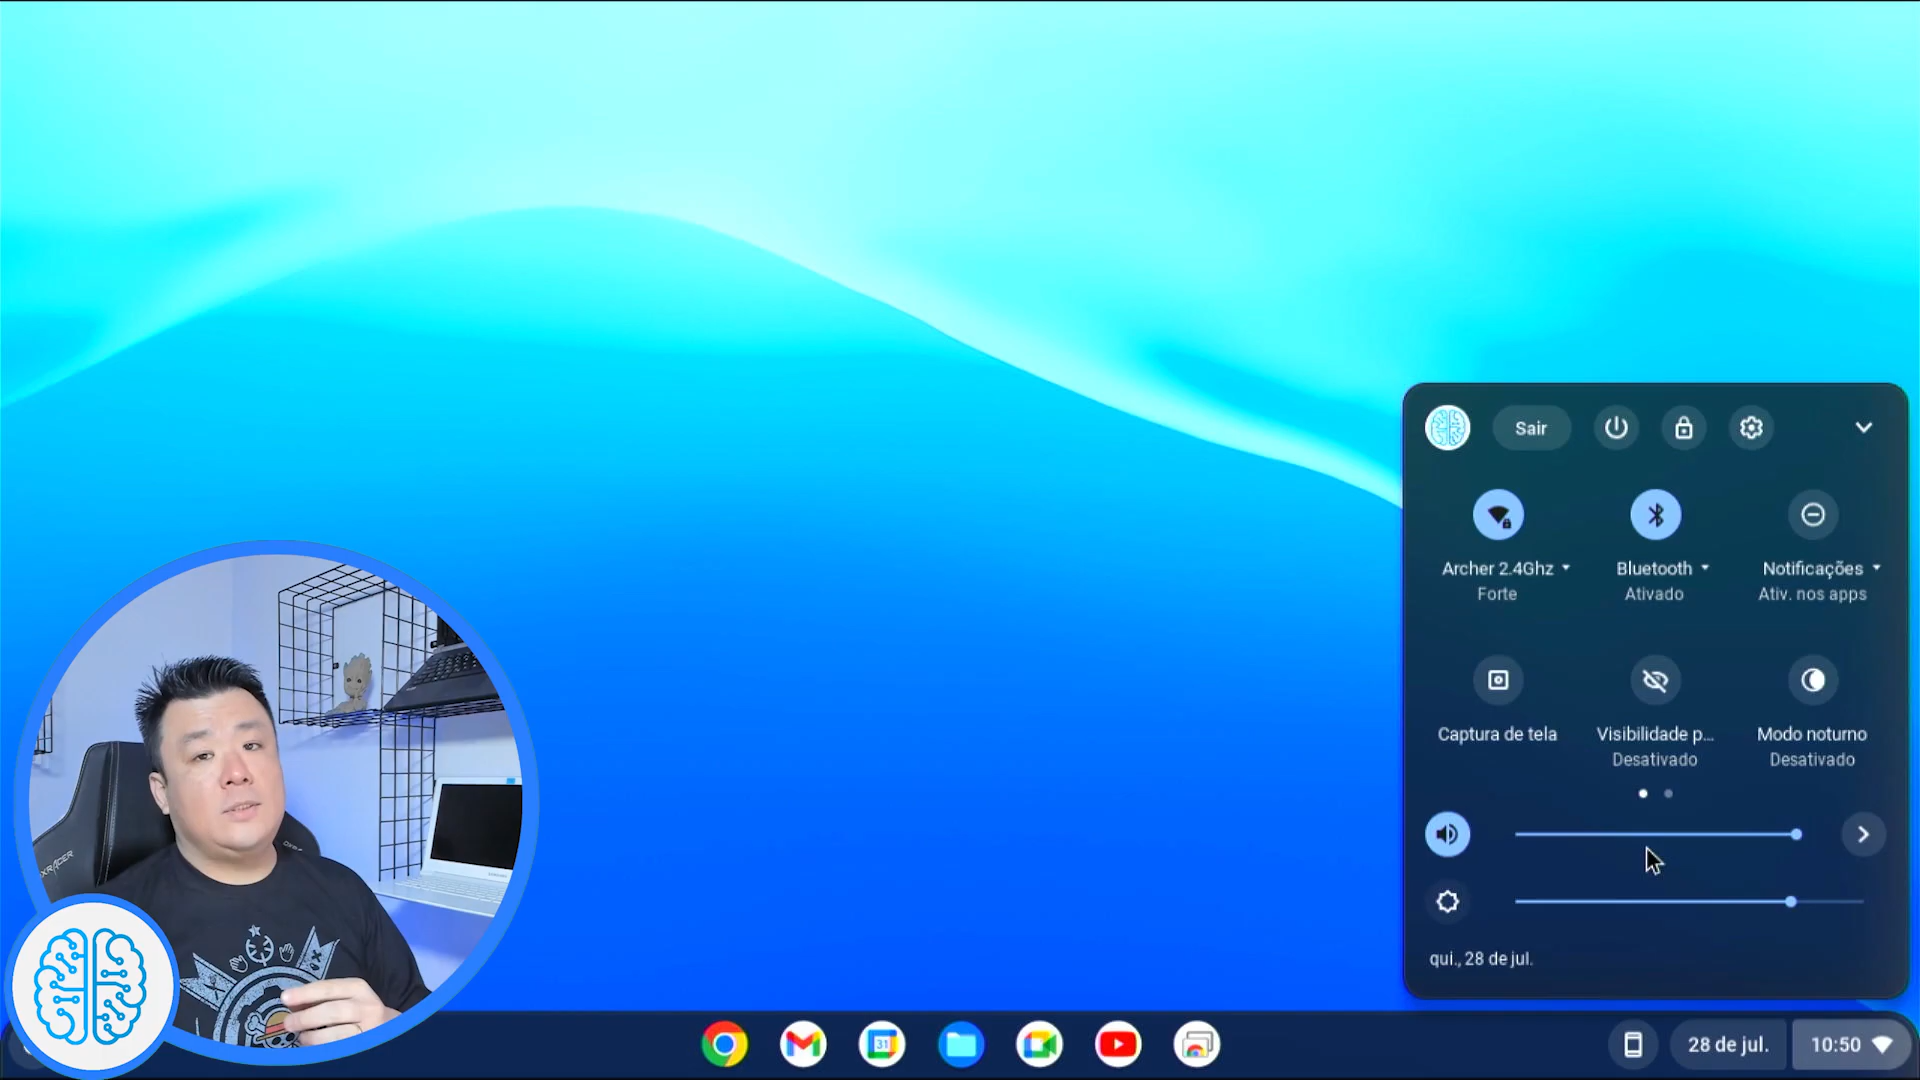 Sair
Archer 2.4Ghz
Forte
Bluetooth
Ativado
Notificações
Ativ. nos apps
Captura de tela
Visibilidade p...
Desativado
Modo noturno
Desativado
qui., 28 de jul.
31
28 de jul.
10:50